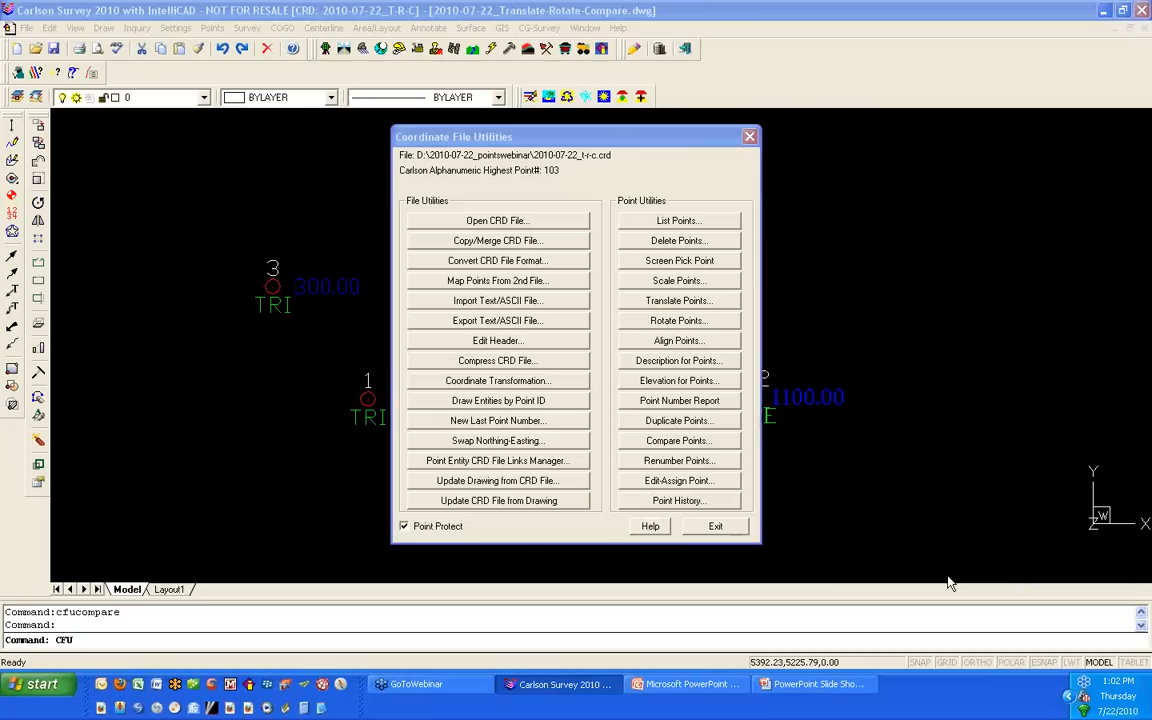 Carlson Survey 2010 with IntelliCAD - NOT FOR RESALE [CRD: 2010-07-22_T-R-C] - [2010-07-22_Translate-Rotate-Compare.dwg]
File Edit View Draw Inquiry Settings Points Survey COGO Centerline Area/Layout Annotate Surface GIS CG-Survey Window Help
0 BYLAYER BYLAYER
Coordinate File Utilities
File: D:\2010-07-22_pointswebinar\2010-07-22_t-r-c.crd
Carlson Alphanumeric Highest Point#: 103
File Utilities
Open CRD File...
Copy/Merge CRD File...
Convert CRD File Format...
Map Points From 2nd File...
Import Text/ASCII File...
Export Text/ASCII File...
Edit Header...
Compress CRD File...
Coordinate Transformation...
Draw Entities by Point ID
New Last Point Number...
Swap Northing-Easting...
Point Entity CRD File Links Manager...
Update Drawing from CRD File...
Update CRD File from Drawing
Point Utilities
List Points...
Delete Points...
Screen Pick Point
Scale Points...
Translate Points...
Rotate Points...
Align Points...
Description for Points...
Elevation for Points...
Point Number Report
Duplicate Points...
Compare Points...
Renumber Points...
Edit-Assign Point...
Point History...
Point Protect
Help
Exit
3
300.00
TRI
1
TRI
1100.00
E
Y
W
Z
X
Model Layout1
Command:cfucompare
Command:
Command: CFU
Ready 5392.23,5225.79,0.00 SNAP GRID ORTHO POLAR ESNAP LWT MODEL TABLET
start GoToWebinar Carlson Survey 2010 ... Microsoft PowerPoint ... PowerPoint Slide Sho...
1:02 PM
Thursday
7/22/2010